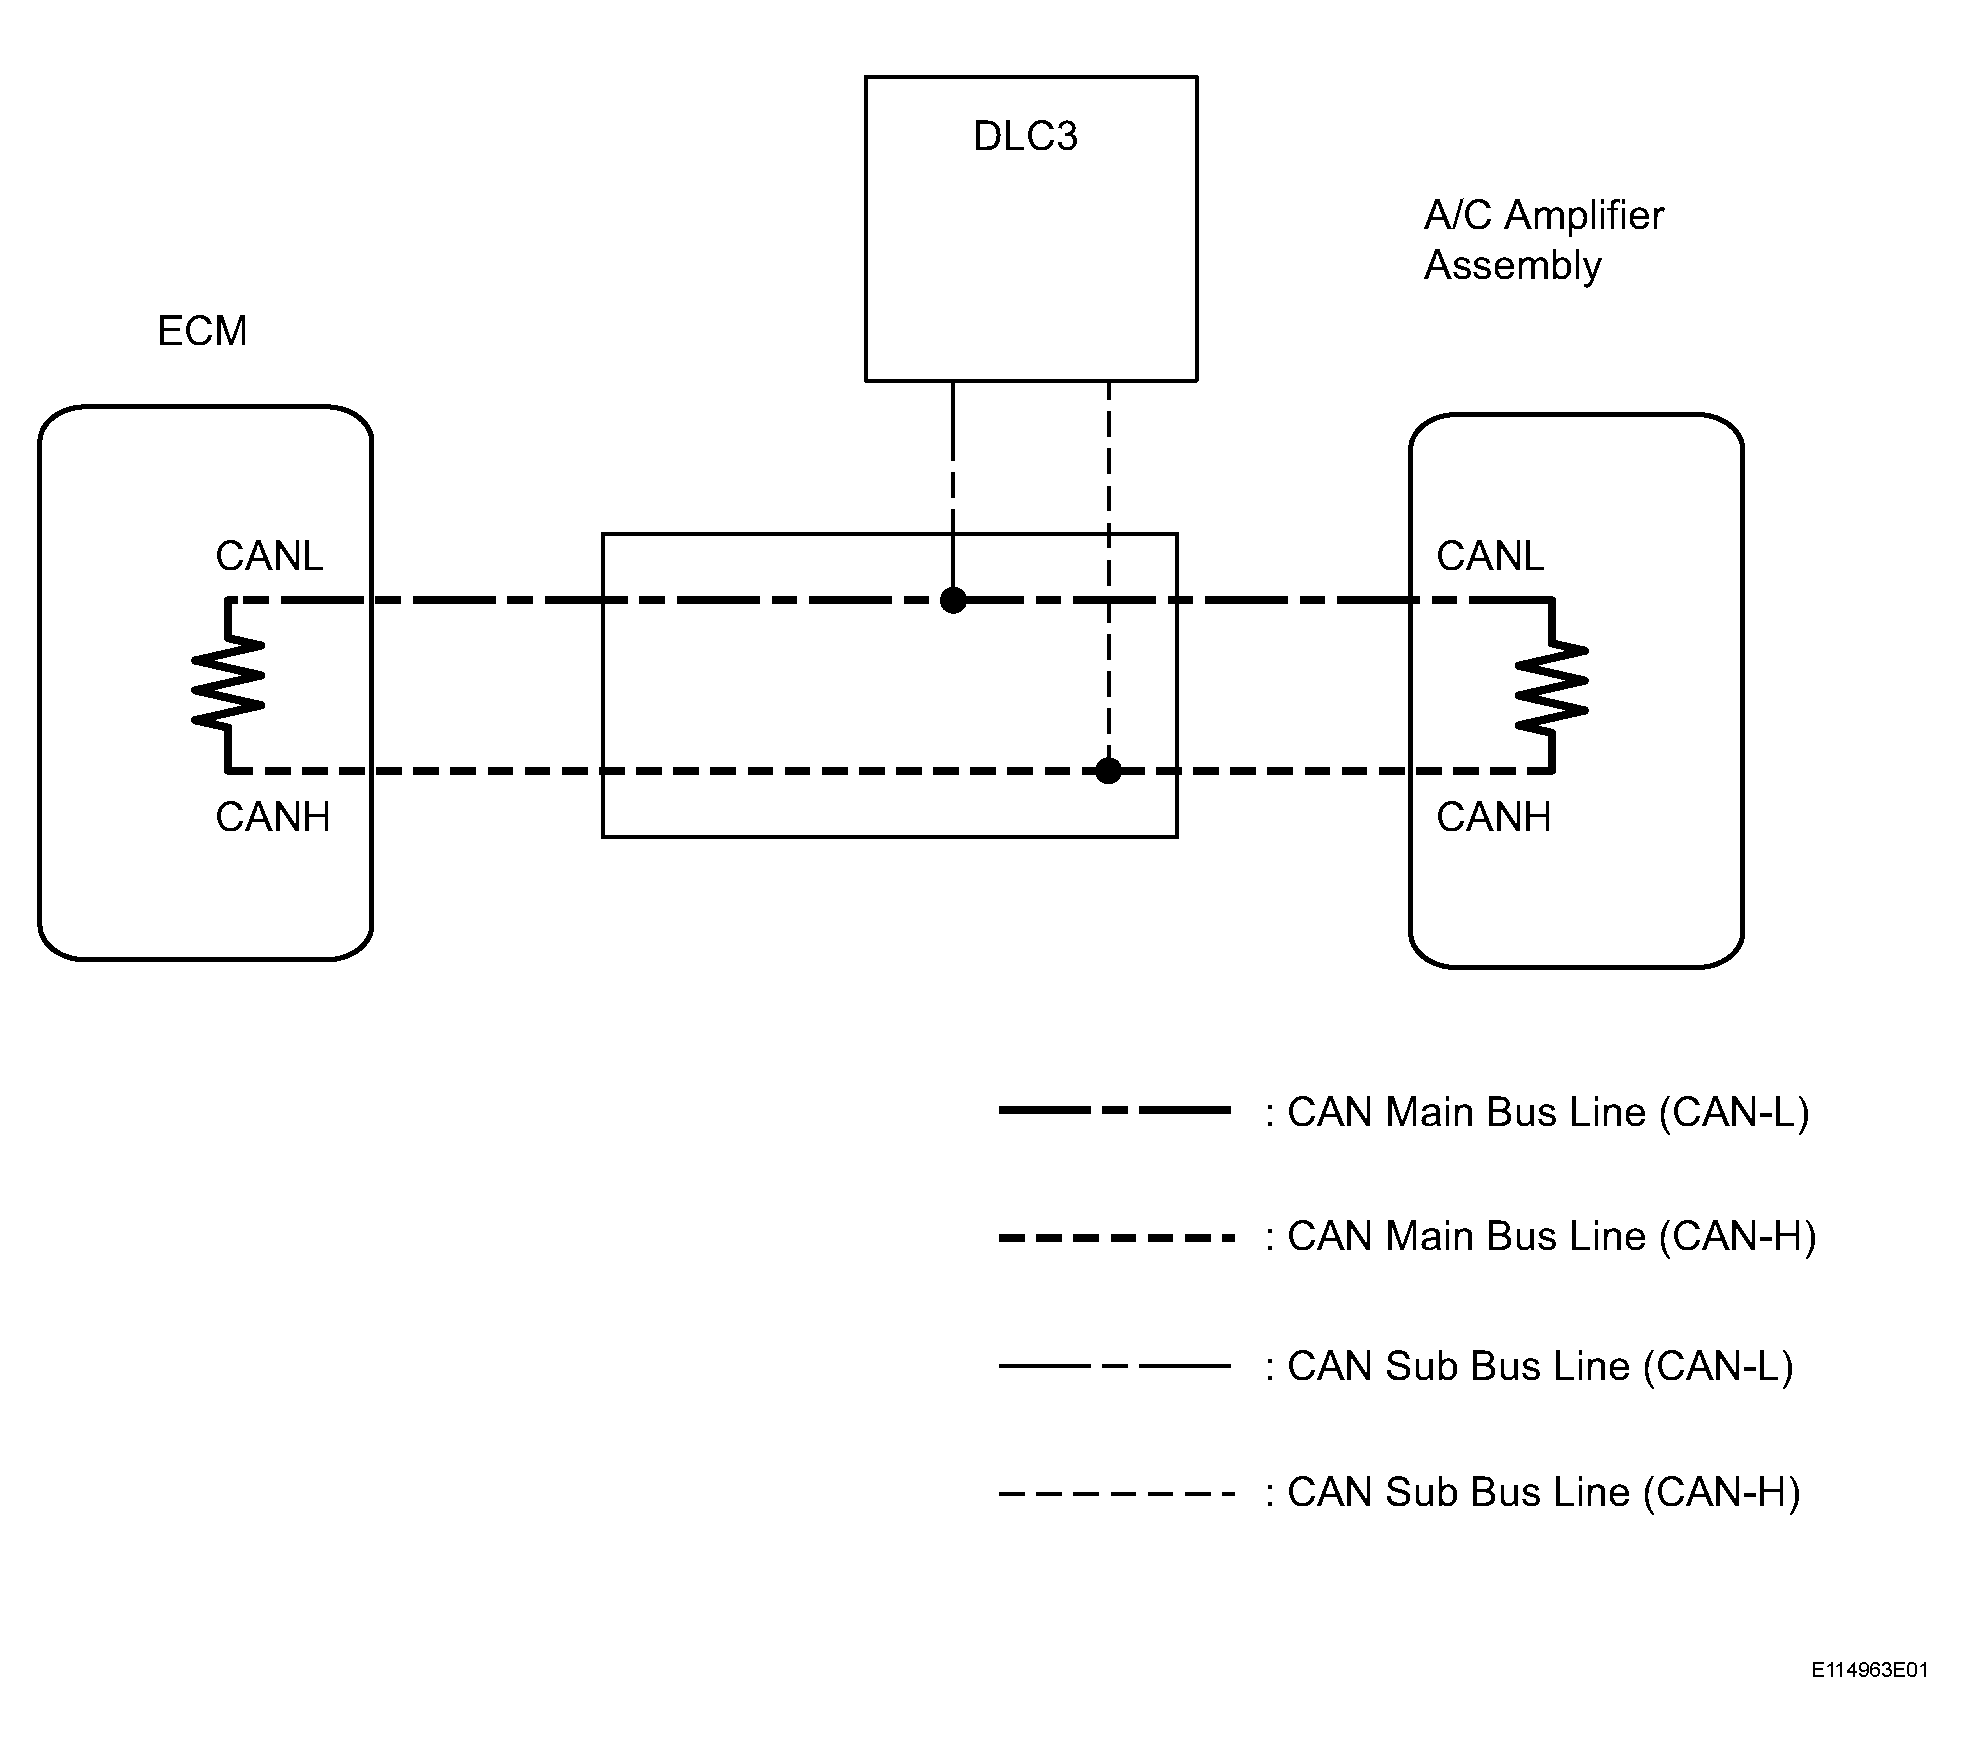 DLC3
A/C Amplifier
Assembly
ECM
CANL
CANL
CANH
CANH
: CAN Main Bus Line (CAN-L)
: CAN Main Bus Line (CAN-H)
: CAN Sub Bus Line (CAN-L)
: CAN Sub Bus Line (CAN-H)
E114963E01